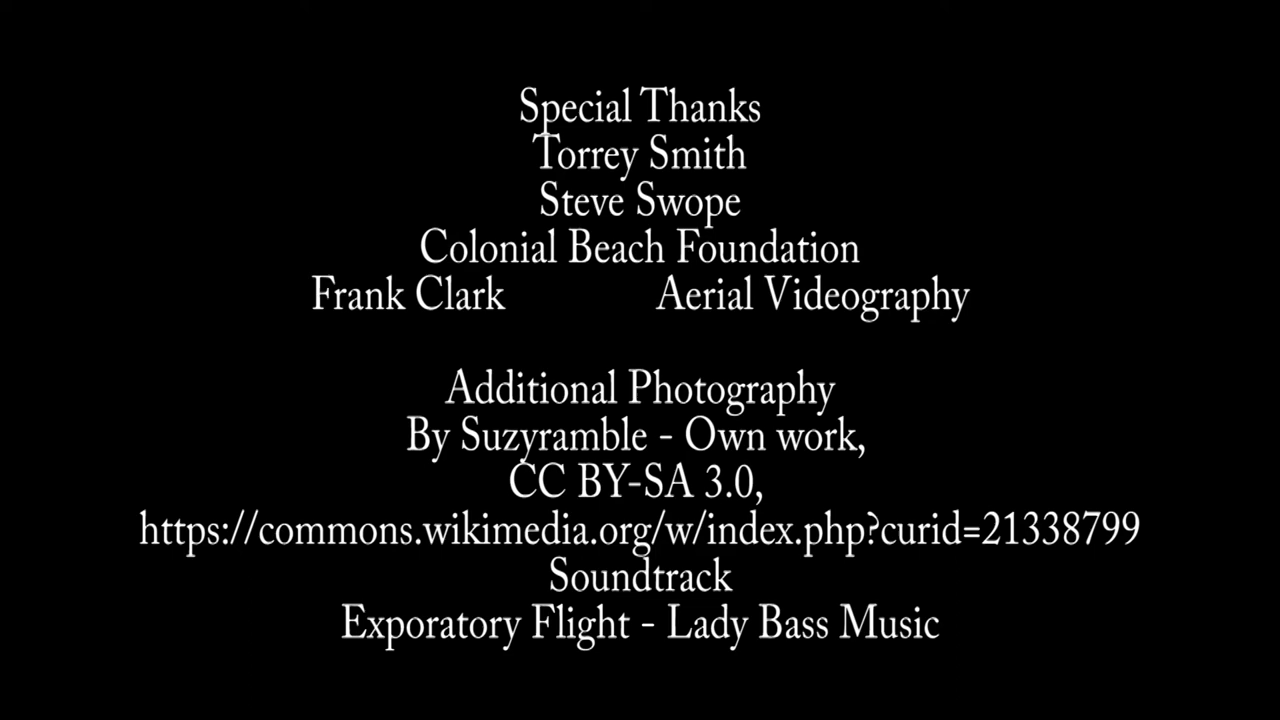 Special Thanks
Torrey Smith
Steve Swope
Colonial Beach Foundation
Frank Clark Aerial Videography
Additional Photography
By Suzyramble - Own work,
CC BY-SA 3.0,
https://commons.wikimedia.org/w/index.php?curid=21338799
Soundtrack
Exporatory Flight - Lady Bass Music